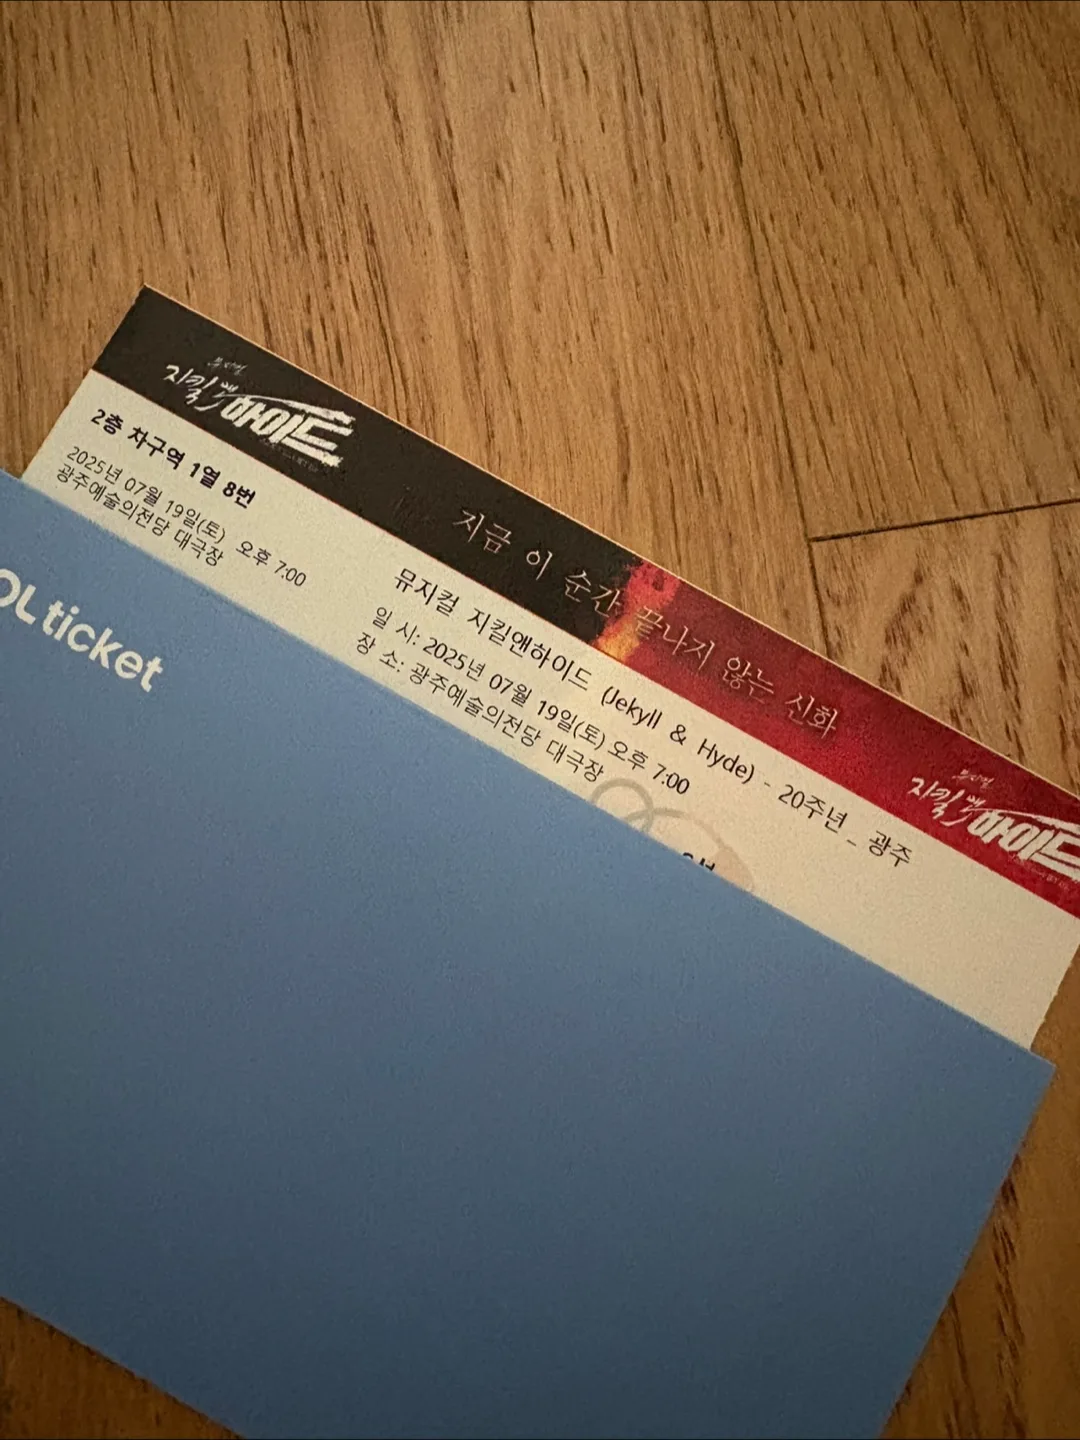 뮤지컬
지킬앤하이드
2층 차구역 1열 8번
2025년 07월 19일(토) 오후 7:00
광주예술의전당 대극장
지금 이 순간 끝나지 않는 신화
뮤지컬 지킬앤하이드 (Jekyll & Hyde) - 20주년 _ 광주
일 시: 2025년 07월 19일(토) 오후 7:00
장 소: 광주예술의전당 대극장
뮤지컬
지킬앤하이드
OL ticket